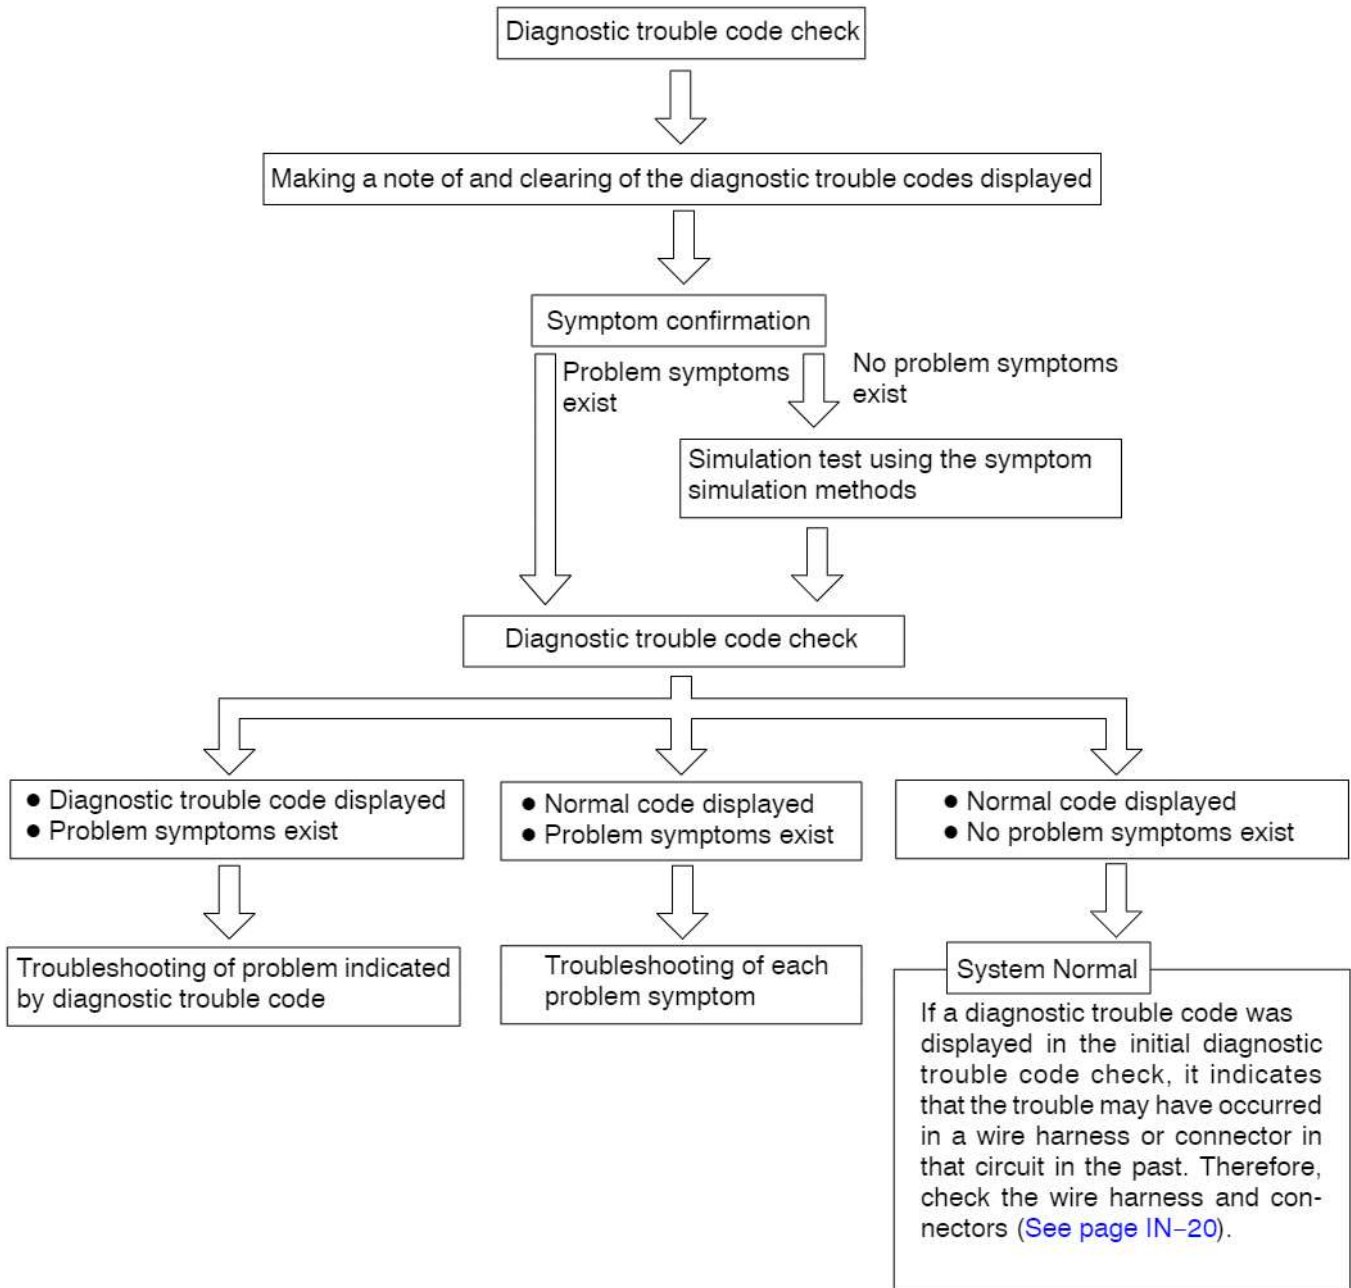 Diagnostic trouble code check
Making a note of and clearing of the diagnostic trouble codes displayed
Symptom confirmation
Problem symptoms
exist
No problem symptoms
exist
Simulation test using the symptom
simulation methods
Diagnostic trouble code check
● Diagnostic trouble code displayed
● Problem symptoms exist
● Normal code displayed
● Problem symptoms exist
● Normal code displayed
● No problem symptoms exist
Troubleshooting of problem indicated
by diagnostic trouble code
Troubleshooting of each
problem symptom
System Normal
If a diagnostic trouble code was
displayed in the initial diagnostic
trouble code check, it indicates
that the trouble may have occurred
in a wire harness or connector in
that circuit in the past. Therefore,
check the wire harness and con-
nectors (See page IN–20).